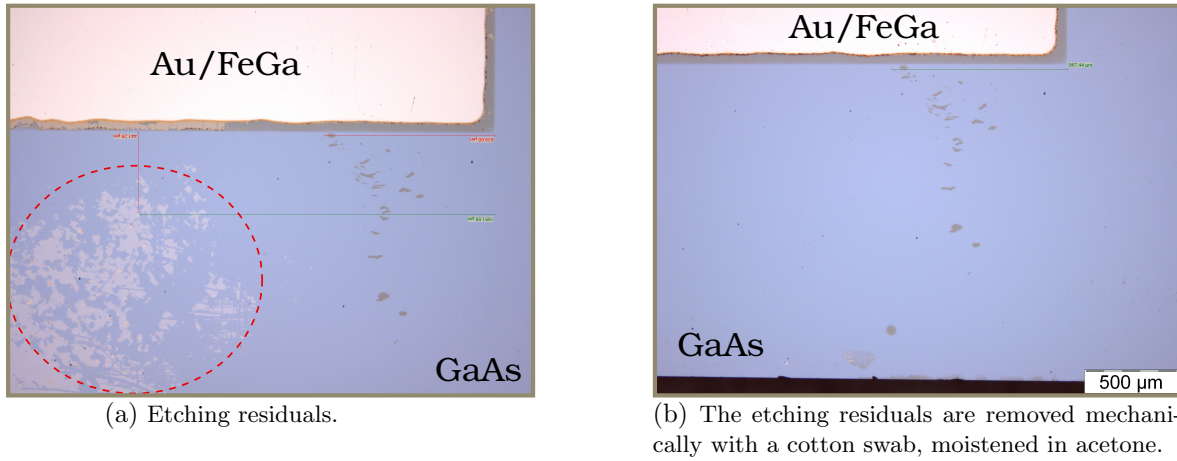 Au/FeGa
GaAs
(a) Etching residuals.
Au/FeGa
GaAs
500 µm
(b) The etching residuals are removed mechani-
cally with a cotton swab, moistened in acetone.